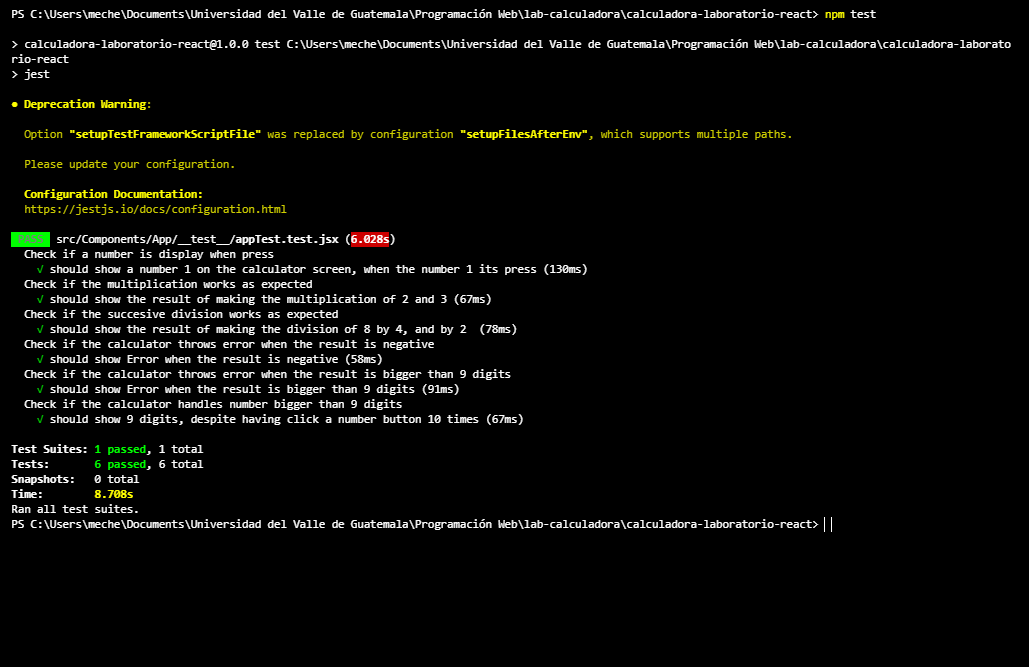 PS C:\Users\meche\Documents\Universidad del Valle de Guatemala\Programación Web\lab-calculadora\calculadora-laboratorio-react> npm test
> calculadora-laboratorio-react@1.0.0 test C:\Users\meche\Documents\Universidad del Valle de Guatemala\Programación Web\lab-calculadora\calculadora-laborato
rio-react
> jest
● Deprecation Warning:
Option "setupTestFrameworkScriptFile" was replaced by configuration "setupFilesAfterEnv", which supports multiple paths.
Please update your configuration.
Configuration Documentation:
https://jestjs.io/docs/configuration.html
PASS src/Components/App/__test__/appTest.test.jsx (6.028s)
Check if a number is display when press
√ should show a number 1 on the calculator screen, when the number 1 its press (130ms)
Check if the multiplication works as expected
√ should show the result of making the multiplication of 2 and 3 (67ms)
Check if the succesive division works as expected
√ should show the result of making the division of 8 by 4, and by 2  (78ms)
Check if the calculator throws error when the result is negative
√ should show Error when the result is negative (58ms)
Check if the calculator throws error when the result is bigger than 9 digits
√ should show Error when the result is bigger than 9 digits (91ms)
Check if the calculator handles number bigger than 9 digits
√ should show 9 digits, despite having click a number button 10 times (67ms)
Test Suites: 1 passed, 1 total
Tests:       6 passed, 6 total
Snapshots:   0 total
Time:        8.708s
Ran all test suites.
PS C:\Users\meche\Documents\Universidad del Valle de Guatemala\Programación Web\lab-calculadora\calculadora-laboratorio-react>